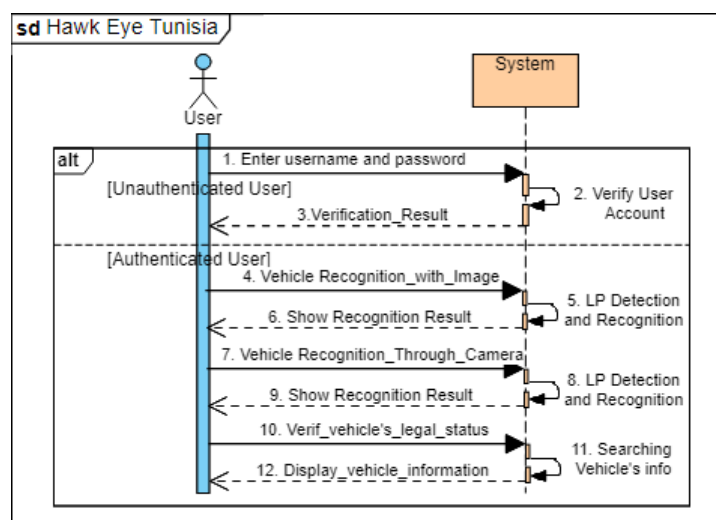 sd Hawk Eye Tunisia
System
User
alt
1. Enter username and password
[Unauthenticated User]
2. Verify User
Account
3.Verification_Result
[Authenticated User]
4. Vehicle Recognition_with_Image
5. LP Detection
and Recognition
6. Show Recognition Result
7. Vehicle Recognition_Through_Camera
8. LP Detection
and Recognition
9. Show Recognition Result
10. Verif_vehicle's_legal_status
11. Searching
Vehicle's info
12. Display_vehicle_information